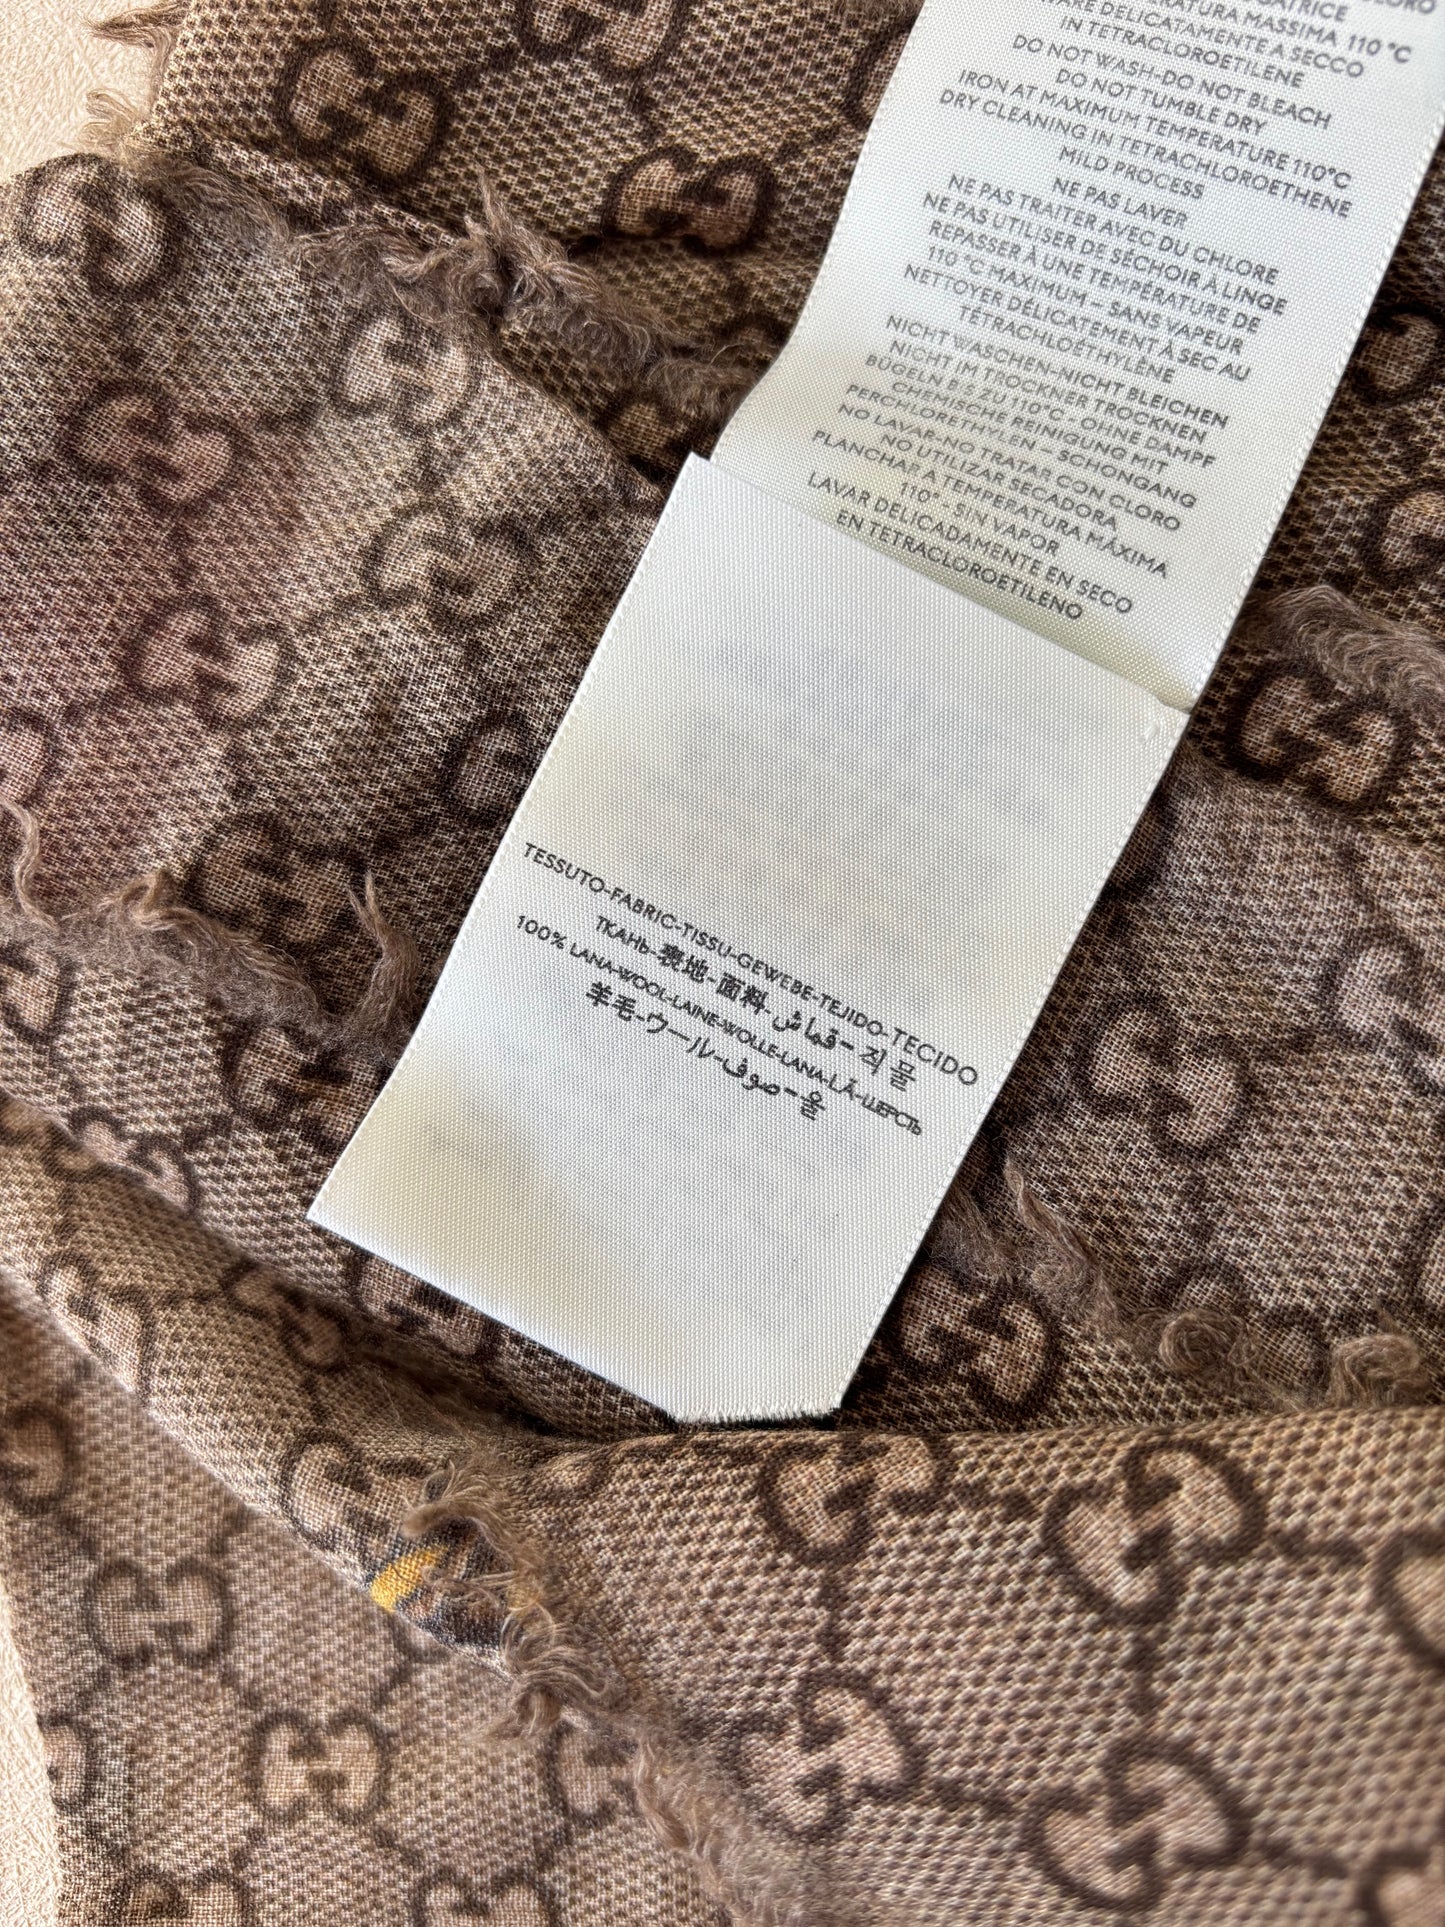 CLORO
TEMPERATURA MASSIMA 110 °C
DELICATAMENTE A SECCO
IN TETRACLOROETILENE
DO NOT WASH-DO NOT BLEACH
DO NOT TUMBLE DRY
IRON AT MAXIMUM TEMPERATURE 110°C
DRY CLEANING IN TETRACHLOROETHENE
MILD PROCESS
NE PAS LAVER
NE PAS TRAITER AVEC DU CHLORE
NE PAS UTILISER DE SÉCHOIR À LINGE
REPASSER À UNE TEMPÉRATURE DE
110 °C MAXIMUM – SANS VAPEUR
NETTOYER DÉLICATEMENT À SEC AU
TÉTRACHLOÉTHYLÈNE
NICHT WASCHEN-NICHT BLEICHEN
NICHT IM TROCKNER TROCKNEN
BÜGELN BIS ZU 110°C - OHNE DAMPF
CHEMISCHE REINIGUNG MIT
PERCHLORETHYLEN – SCHONGANG
NO LAVAR-NO TRATAR CON CLORO
NO UTILIZAR SECADORA
PLANCHAR A TEMPERATURA MÁXIMA
110° - SIN VAPOR
LAVAR DELICADAMENTE EN SECO
EN TETRACLOROETILENO
TESSUTO-FABRIC-TISSU-GEWEBE-TEJIDO-TECIDO
ТКАНЬ-表地-面料-قماش-직물
100% LANA-WOOL-LAINE-WOLLE-LANA-LÃ-ШЕРСТЬ
羊毛-ウール-صوف-울